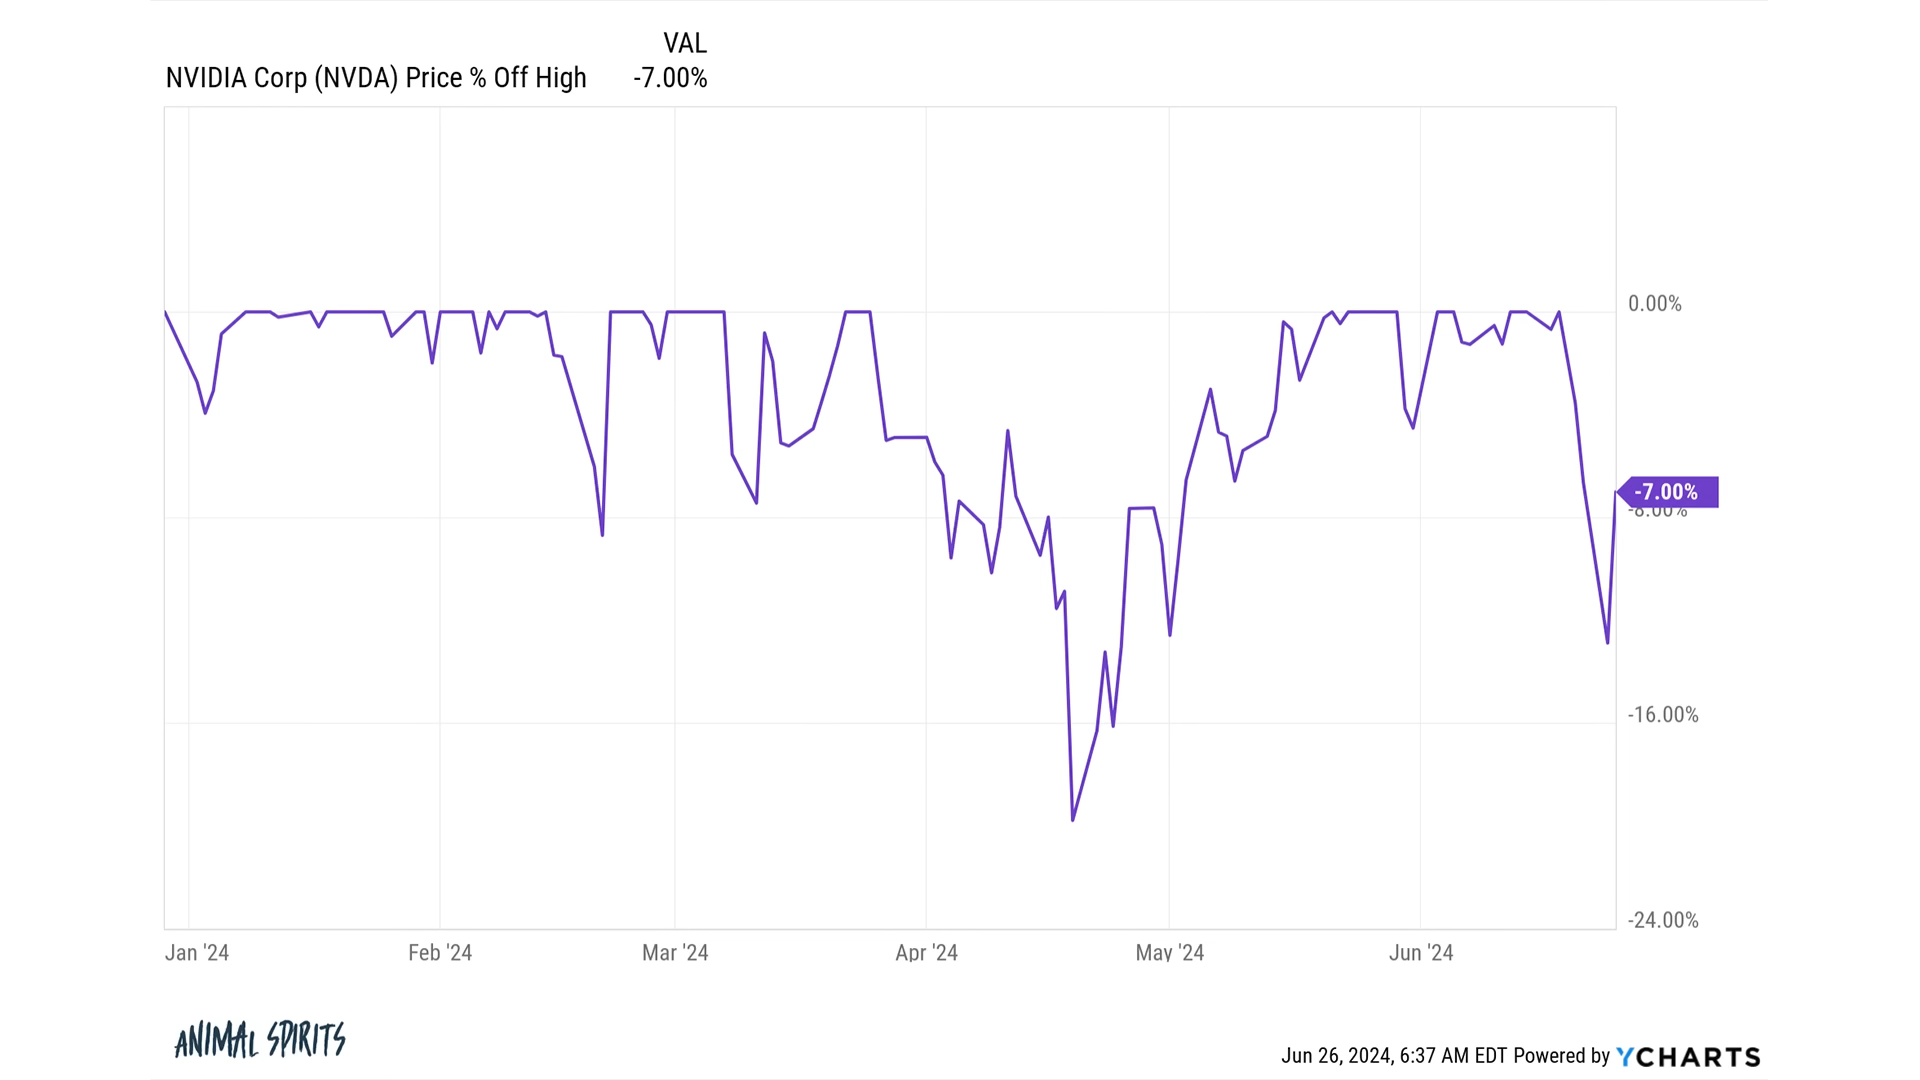 VAL
NVIDIA Corp (NVDA) Price % Off High -7.00%
0.00%
-7.00%
-8.00%
-16.00%
-24.00%
Jan '24 Feb '24 Mar '24 Apr '24 May '24 Jun '24
ANIMAL SPIRITS
Jun 26, 2024, 6:37 AM EDT Powered by YCHARTS